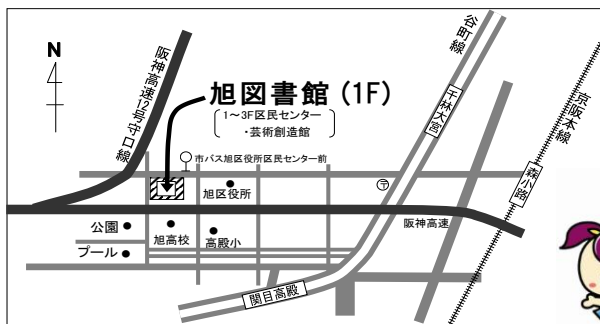 N
阪神高速12号守口線
旭図書館 (1F)
1~3F区民センター
・芸術創造館
市バス旭区役所区民センター前
旭区役所
谷町線
千林大宮
京阪本線
森小路
〒
阪神高速
公園
旭高校
高殿小
プール
関目高殿